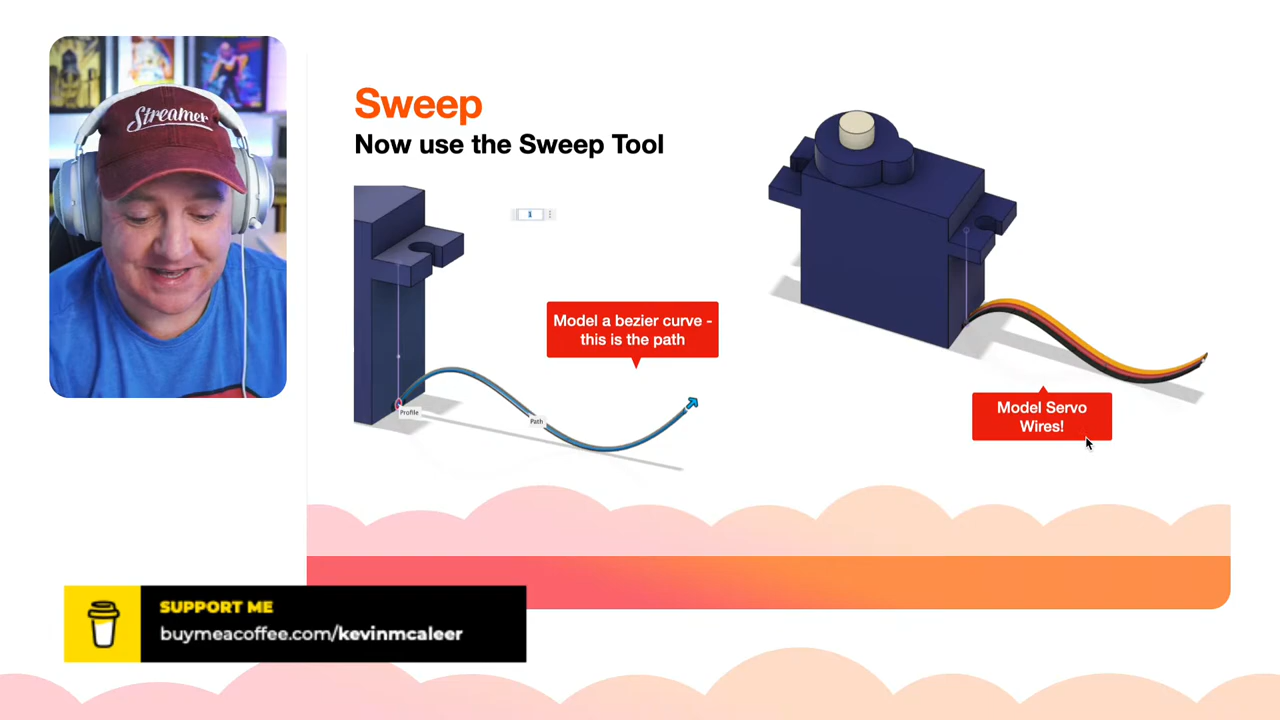 Streamer
Sweep
Now use the Sweep Tool
1
Model a bezier curve -
this is the path
Profile
Path
Model Servo
Wires!
SUPPORT ME
buymeacoffee.com/kevinmcaleer